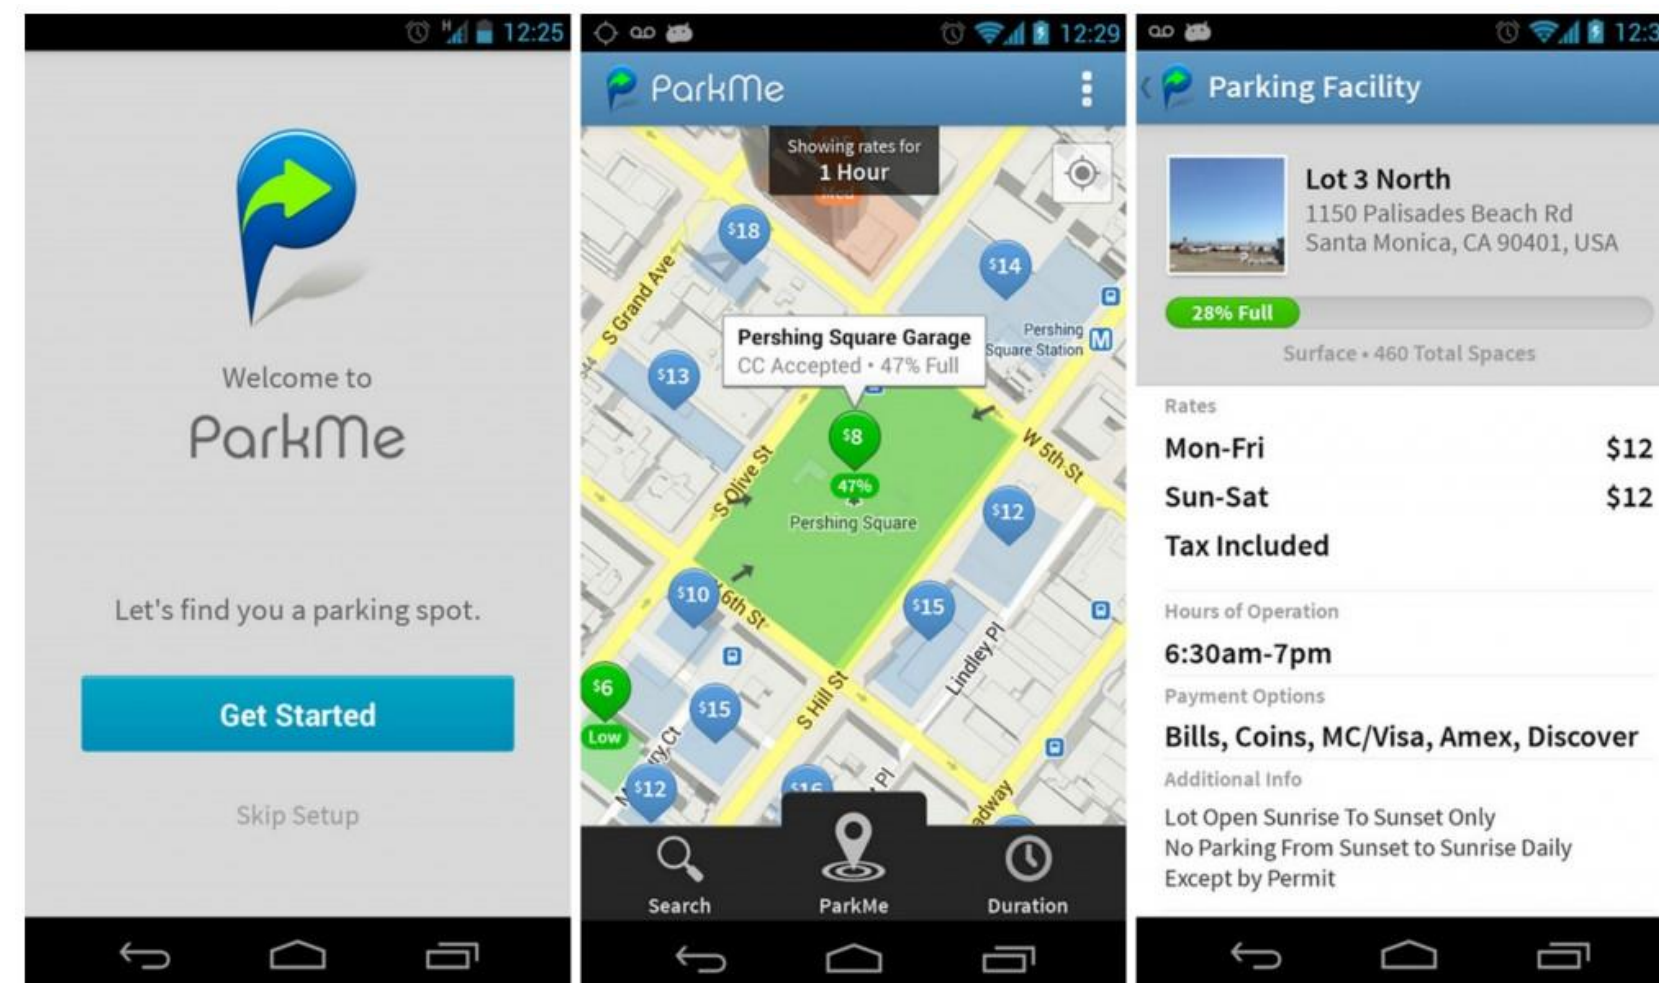 H 12:25
Welcome to
ParkMe
Let's find you a parking spot.
Get Started
Skip Setup
12:29
ParkMe
Showing rates for
1 Hour
Med
$18
$14
S Grand Ave
Pershing
Square Station
M
Pershing Square Garage
CC Accepted • 47% Full
$13
$8
47%
Pershing Square
W 5th St
S Olive St
$12
$10
6th St
$15
Lindley Pl
$6
Low
$15
S Hill St
$12
$16
Pl
adway
Search
ParkMe
Duration
12:3
Parking Facility
Lot 3 North
1150 Palisades Beach Rd
Santa Monica, CA 90401, USA
28% Full
Surface • 460 Total Spaces
Rates
Mon-Fri $12
Sun-Sat $12
Tax Included
Hours of Operation
6:30am-7pm
Payment Options
Bills, Coins, MC/Visa, Amex, Discover
Additional Info
Lot Open Sunrise To Sunset Only
No Parking From Sunset to Sunrise Daily
Except by Permit